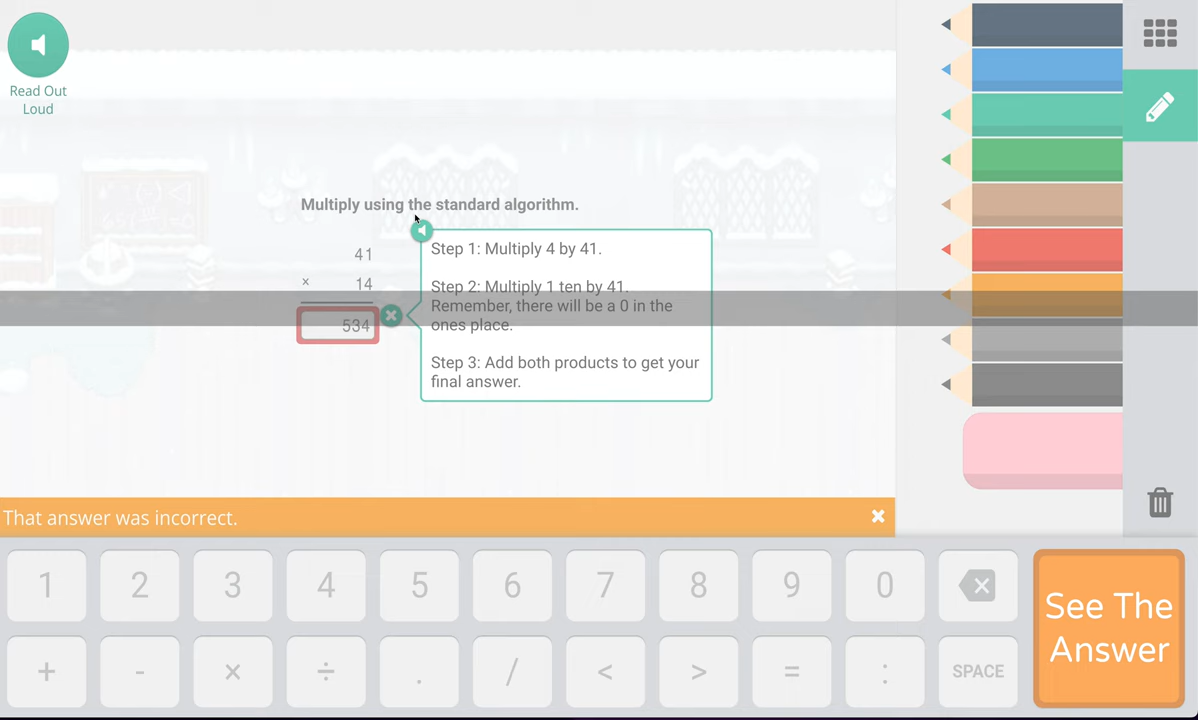 Read Out
Loud
Multiply using the standard algorithm.
41
× 14
534
Step 1: Multiply 4 by 41.
Step 2: Multiply 1 ten by 41.
Remember, there will be a 0 in the
ones place.
Step 3: Add both products to get your
final answer.
That answer was incorrect.
1 2 3 4 5 6 7 8 9 0
+ - × ÷ . / < > = : SPACE
See The
Answer